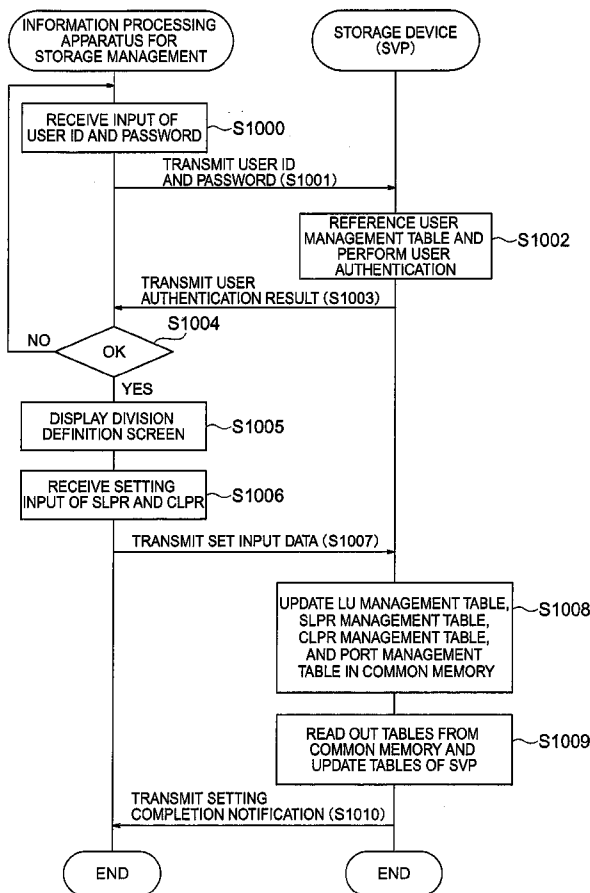 INFORMATION PROCESSING
APPARATUS FOR
STORAGE MANAGEMENT
STORAGE DEVICE
(SVP)
RECEIVE INPUT OF
USER ID AND PASSWORD
S1000
TRANSMIT USER ID
AND PASSWORD (S1001)
REFERENCE USER
MANAGEMENT TABLE AND
PERFORM USER
AUTHENTICATION
S1002
TRANSMIT USER
AUTHENTICATION RESULT (S1003)
S1004
NO
OK
YES
DISPLAY DIVISION
DEFINITION SCREEN
S1005
RECEIVE SETTING
INPUT OF SLPR AND CLPR
S1006
TRANSMIT SET INPUT DATA (S1007)
UPDATE LU MANAGEMENT TABLE,
SLPR MANAGEMENT TABLE,
CLPR MANAGEMENT TABLE,
AND PORT MANAGEMENT
TABLE IN COMMON MEMORY
S1008
READ OUT TABLES FROM
COMMON MEMORY AND
UPDATE TABLES OF SVP
S1009
TRANSMIT SETTING
COMPLETION NOTIFICATION (S1010)
END
END